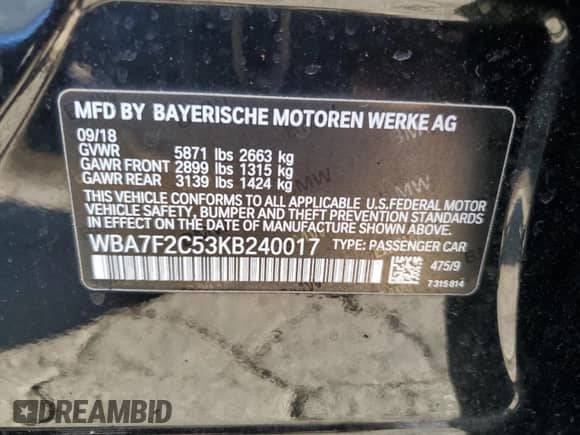 MFD BY BAYERISCHE MOTOREN WERKE AG
09/18
GVWR 5871 lbs 2663 kg
GAWR FRONT 2899 lbs 1315 kg
GAWR REAR 3139 lbs 1424 kg
THIS VEHICLE CONFORMS TO ALL APPLICABLE U.S.FEDERAL MOTOR
VEHICLE SAFETY, BUMPER AND THEFT PREVENTION STANDARDS
IN EFFECT ON THE DATE OF MANUFACTURE SHOWN ABOVE.
WBA7F2C53KB240017 TYPE: PASSENGER CAR
475/9
7315814
DREAMBID